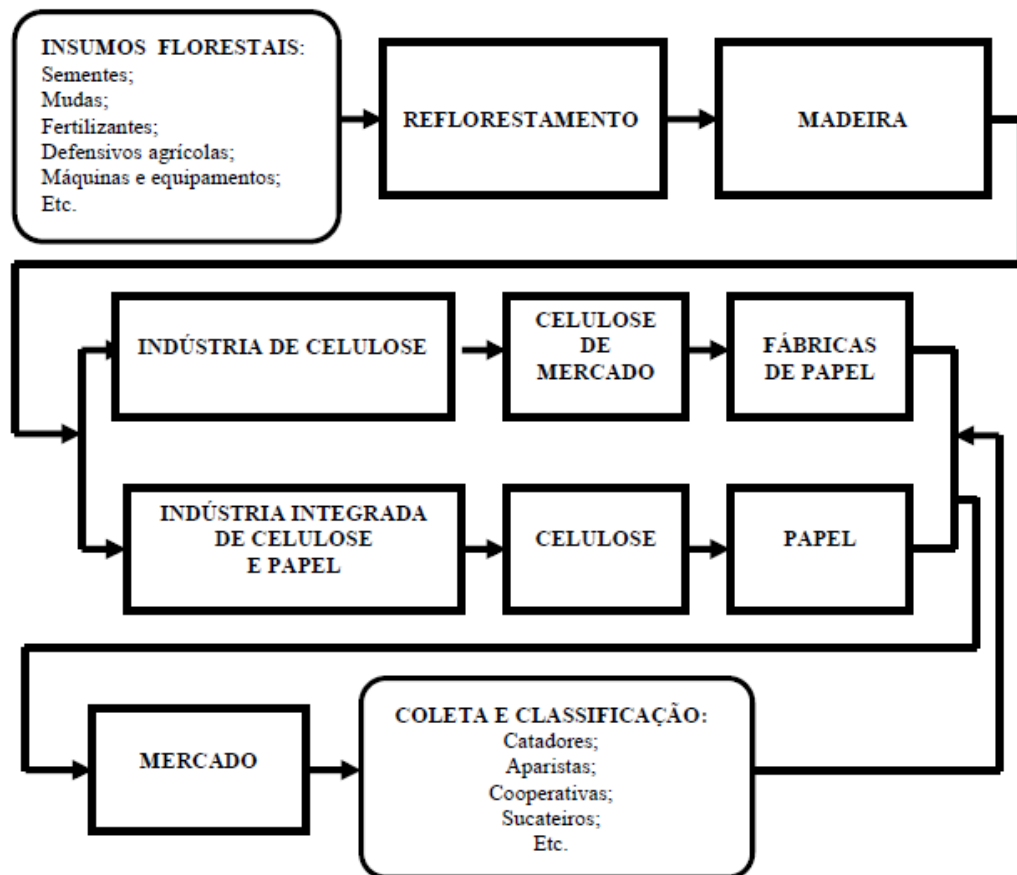 INSUMOS FLORESTAIS:
Sementes;
Mudas;
Fertilizantes;
Defensivos agrícolas;
Máquinas e equipamentos;
Etc.
REFLORESTAMENTO
MADEIRA
INDÚSTRIA DE CELULOSE
CELULOSE
DE
MERCADO
FÁBRICAS
DE PAPEL
INDÚSTRIA INTEGRADA
DE CELULOSE
E PAPEL
CELULOSE
PAPEL
MERCADO
COLETA E CLASSIFICAÇÃO:
Catadores;
Aparistas;
Cooperativas;
Sucateiros;
Etc.